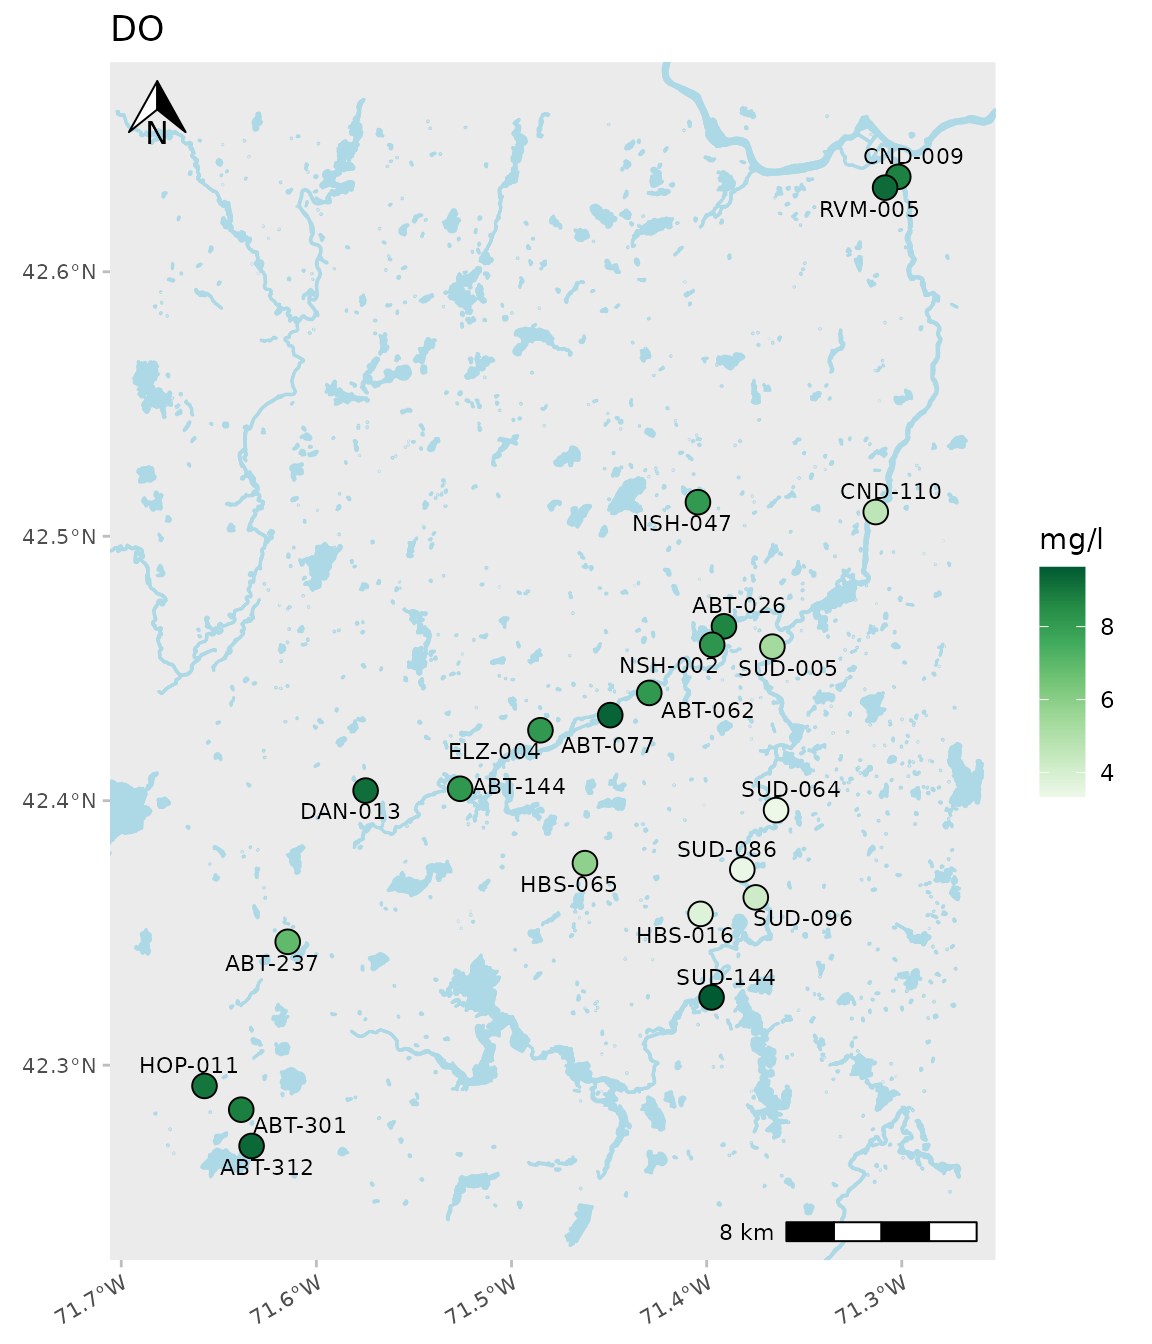 DO
N
CND-009
RVM-005
42.6°N
CND-110
NSH-047
42.5°N
mg/l
ABT-026
8
NSH-002
SUD-005
ABT-062
6
ELZ-004
ABT-077
4
ABT-144
SUD-064
42.4°N
DAN-013
SUD-086
HBS-065
SUD-096
HBS-016
ABT-237
SUD-144
42.3°N
HOP-011
ABT-301
ABT-312
8 km
71.7°W
71.6°W
71.5°W
71.4°W
71.3°W